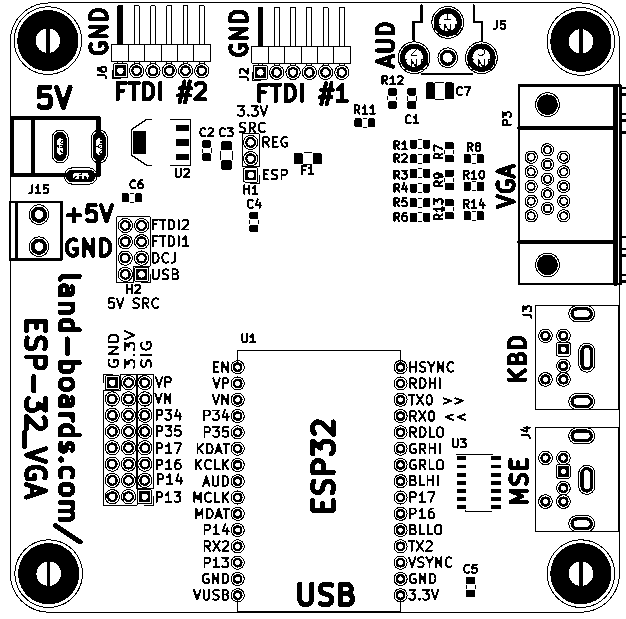 GND
J6
FTDI #2
GND
J2
FTDI #1
AUD
J5
R12
C7
C1
5V
3.3V
SRC
REG
ESP
H1
R11
F1
C2
C3
U2
C4
C6
R1
R2
R3
R4
R5
R6
R7
R9
R13
R8
R10
R14
P3
VGA
J15
+5V
GND
FTDI2
FTDI1
DCJ
USB
H2
5V SRC
land-boards.com/
ESP-32_VGA
GND
3.3V
SIG
VP
VN
P34
P35
P17
P16
P14
P13
U1
EN
VP
VN
P34
P35
KDAT
KCLK
AUD
MCLK
MDAT
P14
RX2
P13
GND
VUSB
ESP32
USB
HSYNC
RDHI
TX0 >>
RX0 <<
RDLO
GRHI
GRLO
BLHI
P17
P16
BLLO
TX2
VSYNC
GND
3.3V
U3
C5
J3
KBD
J4
MSE